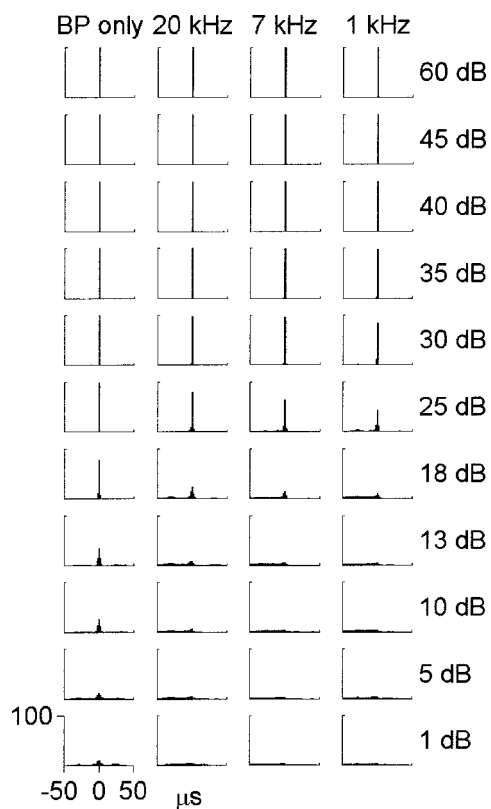 BP only 20 kHz 7 kHz 1 kHz
60 dB
45 dB
40 dB
35 dB
30 dB
25 dB
18 dB
13 dB
10 dB
5 dB
100
1 dB
-50 0 50 μs